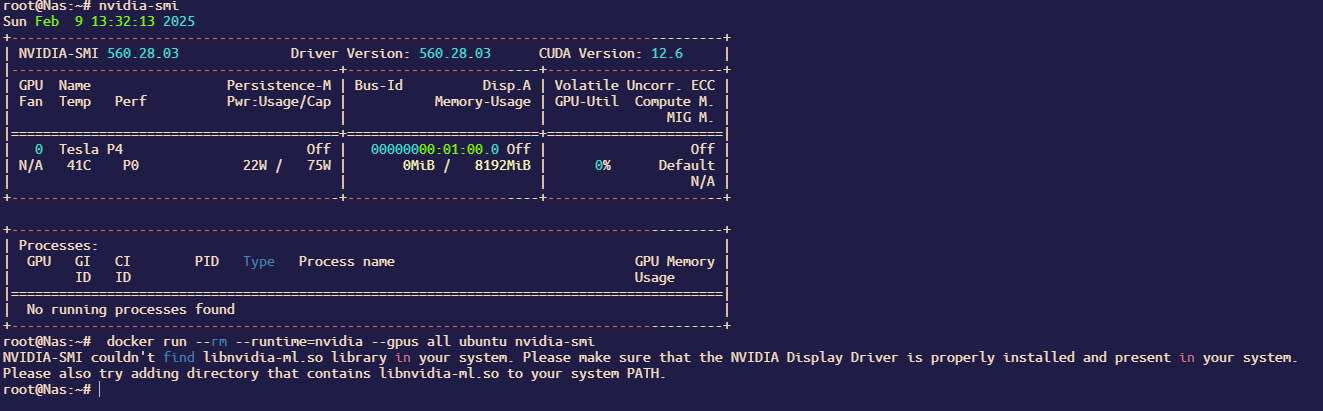 root@Nas:~# nvidia-smi
Sun Feb  9 13:32:13 2025
+-----------------------------------------------------------------------------------------+
| NVIDIA-SMI 560.28.03              Driver Version: 560.28.03      CUDA Version: 12.6     |
|-----------------------------------------+------------------------+----------------------+
| GPU  Name                 Persistence-M | Bus-Id          Disp.A | Volatile Uncorr. ECC |
| Fan  Temp   Perf          Pwr:Usage/Cap |           Memory-Usage | GPU-Util  Compute M. |
|                                         |                        |               MIG M. |
|=========================================+========================+======================|
|   0  Tesla P4                       Off |   00000000:01:00.0 Off |                  Off |
| N/A   41C    P0             22W /   75W |       0MiB /   8192MiB |      0%      Default |
|                                         |                        |                  N/A |
+-----------------------------------------+------------------------+----------------------+
+-----------------------------------------------------------------------------------------+
| Processes:                                                                              |
|  GPU   GI   CI        PID   Type   Process name                              GPU Memory |
|        ID   ID                                                               Usage      |
|=========================================================================================|
|  No running processes found                                                             |
+-----------------------------------------------------------------------------------------+
root@Nas:~#  docker run --rm --runtime=nvidia --gpus all ubuntu nvidia-smi
NVIDIA-SMI couldn't find libnvidia-ml.so library in your system. Please make sure that the NVIDIA Display Driver is properly installed and present in your system.
Please also try adding directory that contains libnvidia-ml.so to your system PATH.
root@Nas:~#